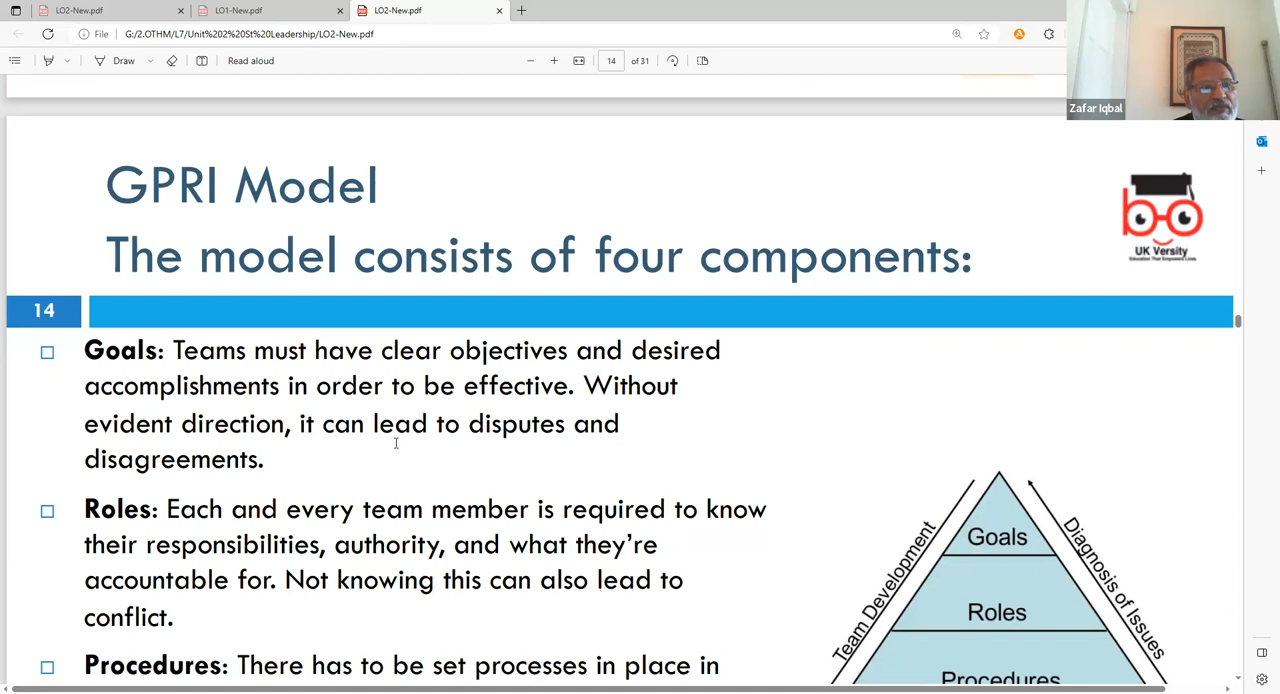 LO2-New.pdf
LO1-New.pdf
LO2-New.pdf
File
G:/2.OTHM/L7/Unit%202%20St%20Leadership/LO2-New.pdf
Draw
Read aloud
14
of 31
Zafar Iqbal
GPRI Model
The model consists of four components:
UK Versity
Education That Empowers Lives
14
Goals: Teams must have clear objectives and desired
accomplishments in order to be effective. Without
evident direction, it can lead to disputes and
disagreements.
Roles: Each and every team member is required to know
their responsibilities, authority, and what they’re
accountable for. Not knowing this can also lead to
conflict.
Procedures: There has to be set processes in place in
Team Development
Goals
Roles
Procedures
Diagnosis of Issues